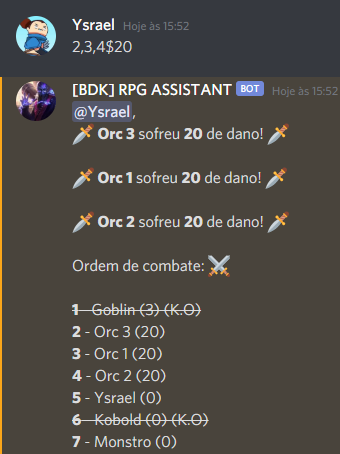 Ysrael Hoje às 15:52
2,3,4$20
[BDK] RPG ASSISTANT BOT Hoje às 15:52
@Ysrael,
Orc 3 sofreu 20 de dano!
Orc 1 sofreu 20 de dano!
Orc 2 sofreu 20 de dano!
Ordem de combate:
1 - Goblin (3) (K.O)
2 - Orc 3 (20)
3 - Orc 1 (20)
4 - Orc 2 (20)
5 - Ysrael (0)
6 - Kobold (0) (K.O)
7 - Monstro (0)